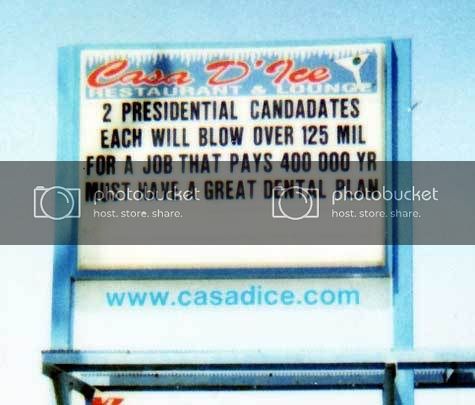 Casa D'Ice
RESTAURANT & LOUNGE
2 PRESIDENTIAL CANDADATES
EACH WILL BLOW OVER 125 MIL
FOR A JOB THAT PAYS 400 000 YR
MUST HAVE A GREAT DENTAL PLAN
photobucket photobucket
host. store. share. host. store. share.
www.casadice.com